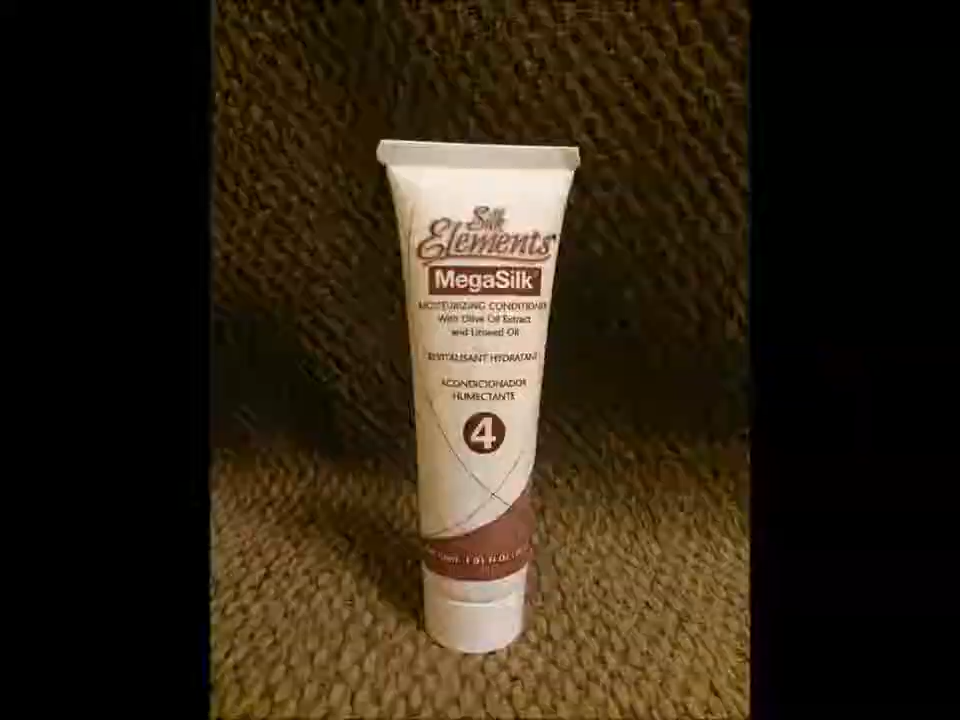 Silk
Elements
MegaSilk
MOISTURIZING CONDITIONER
With Olive Oil Extract
and Linseed Oil
REVITALISANT HYDRATANT
ACONDICIONADOR
HUMECTANTE
4